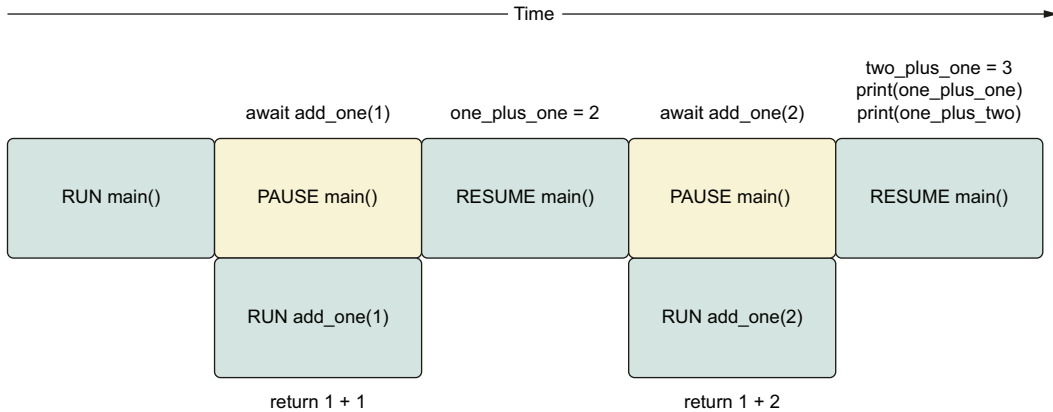 Time
two_plus_one = 3
print(one_plus_one)
await add_one(1) one_plus_one = 2 await add_one(2) print(one_plus_two)
RUN main() PAUSE main() RESUME main() PAUSE main() RESUME main()
RUN add_one(1) RUN add_one(2)
return 1 + 1 return 1 + 2